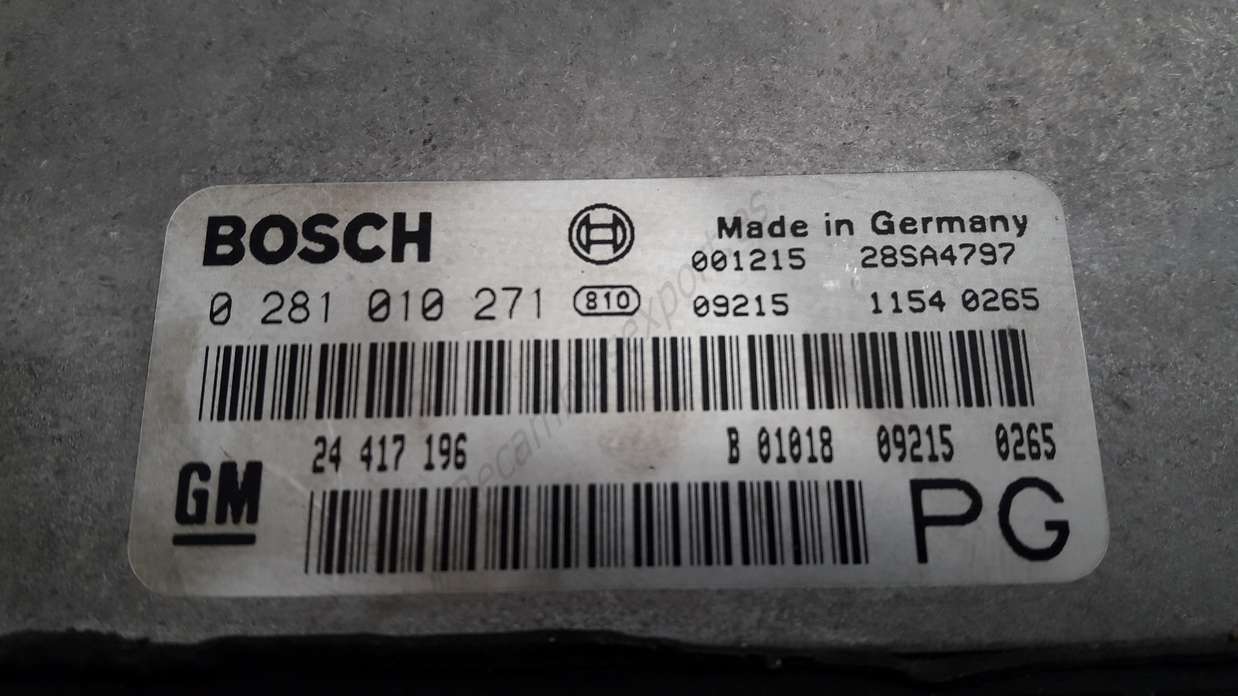 BOSCH Made in Germany
001215 28SA4797
0 281 010 271 810 09215 1154 0265
24 417 196 B 01018 09215 0265
GM PG